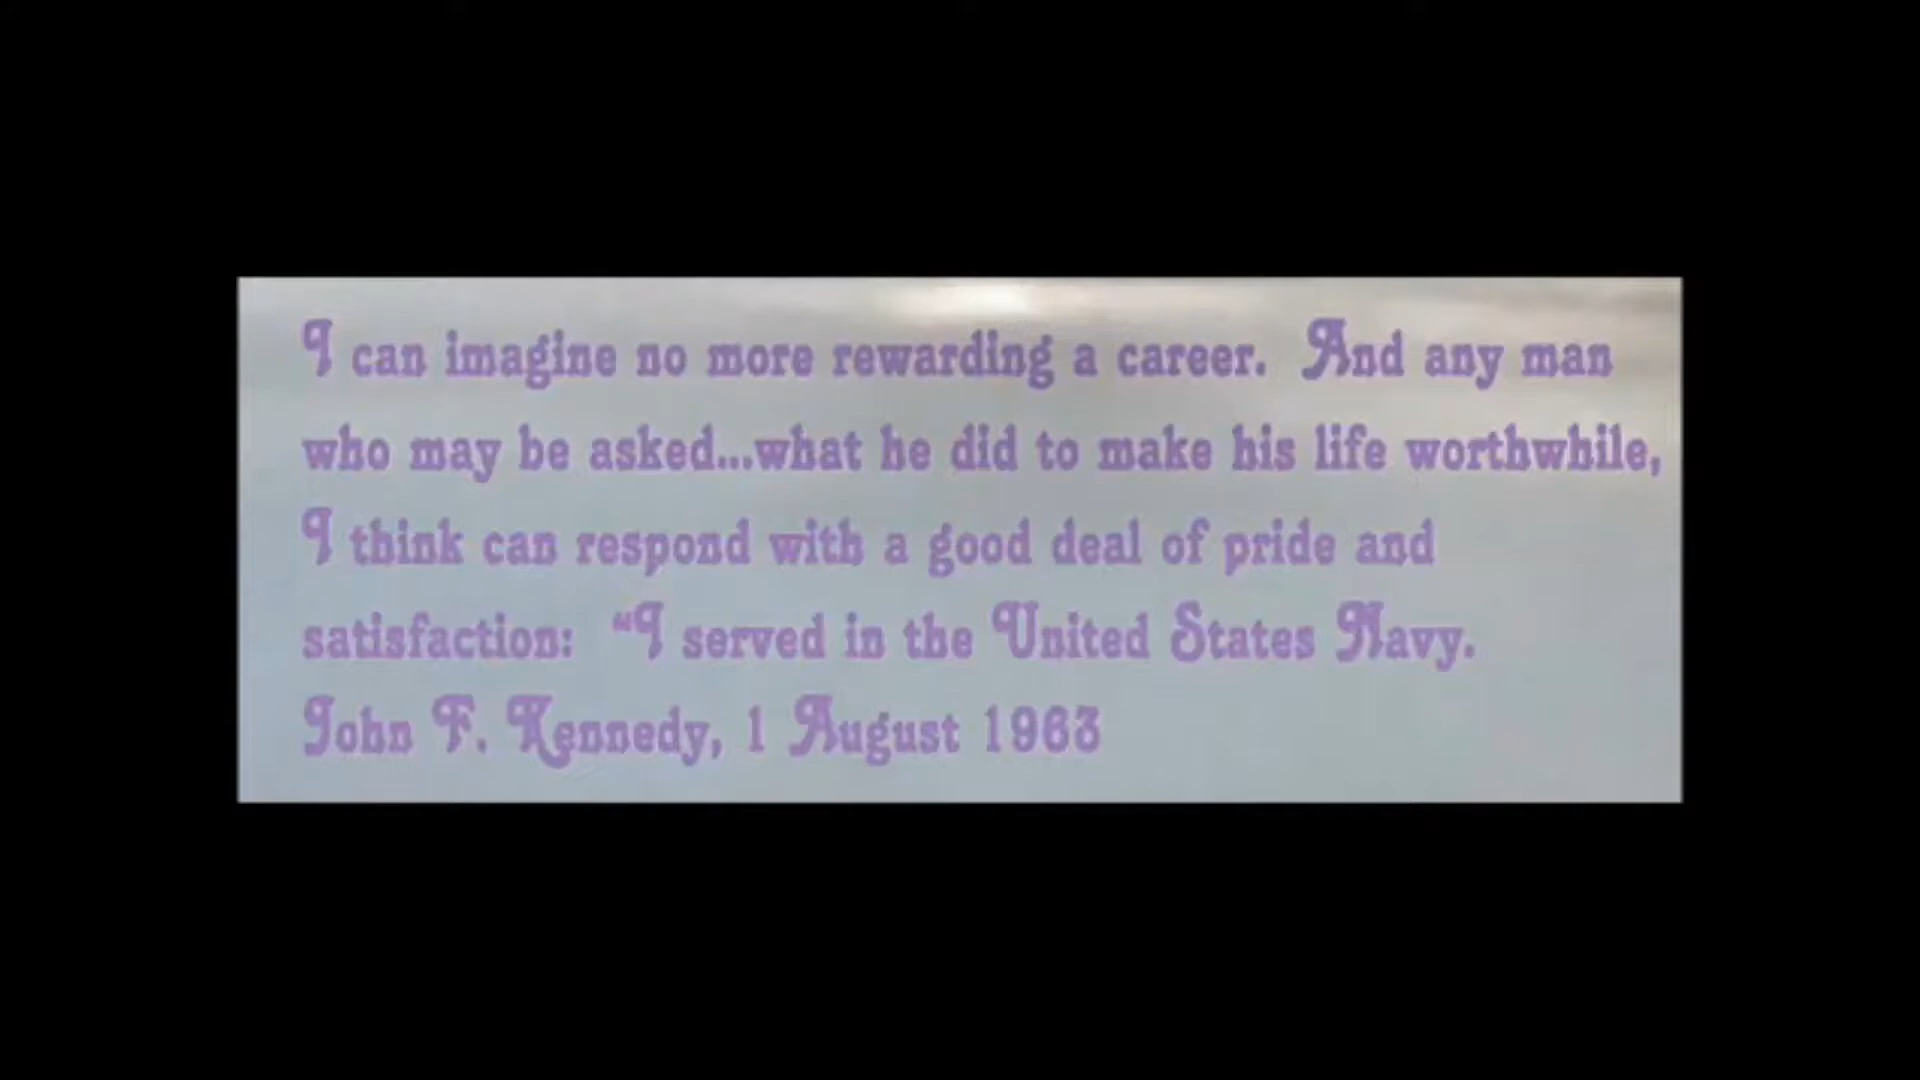 I can imagine no more rewarding a career. And any man
who may be asked...what he did to make his life worthwhile,
I think can respond with a good deal of pride and
satisfaction: “I served in the United States Navy.
John F. Kennedy, 1 August 1963